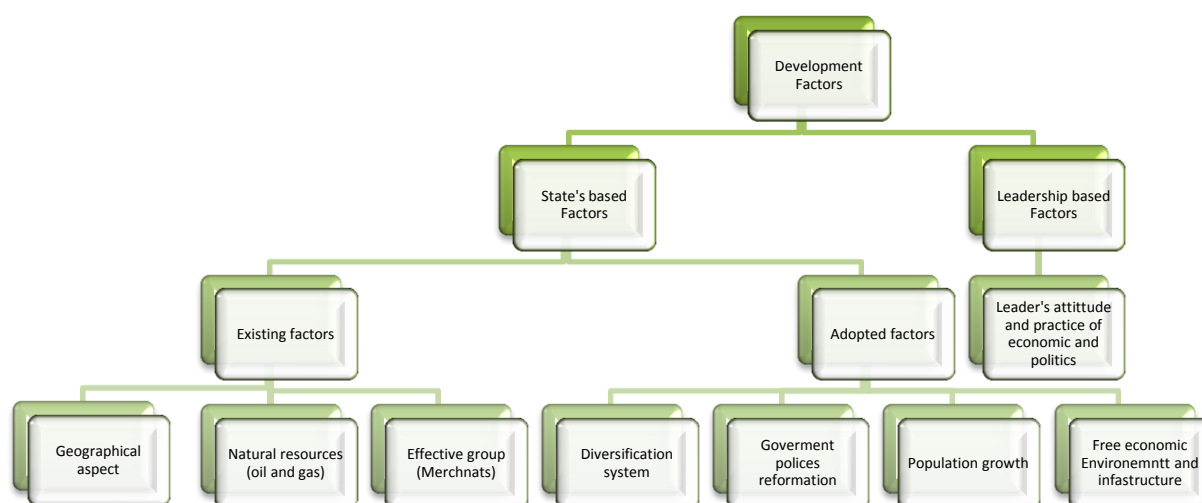 Development
Factors
State's based
Factors
Leadership based
Factors
Existing factors
Adopted factors
Leader's attittude
and practice of
economic and
politics
Geographical
aspect
Natural resources
(oil and gas)
Effective group
(Merchnats)
Diversification
system
Goverment
polices
reformation
Population growth
Free economic
Environemntt and
infastructure